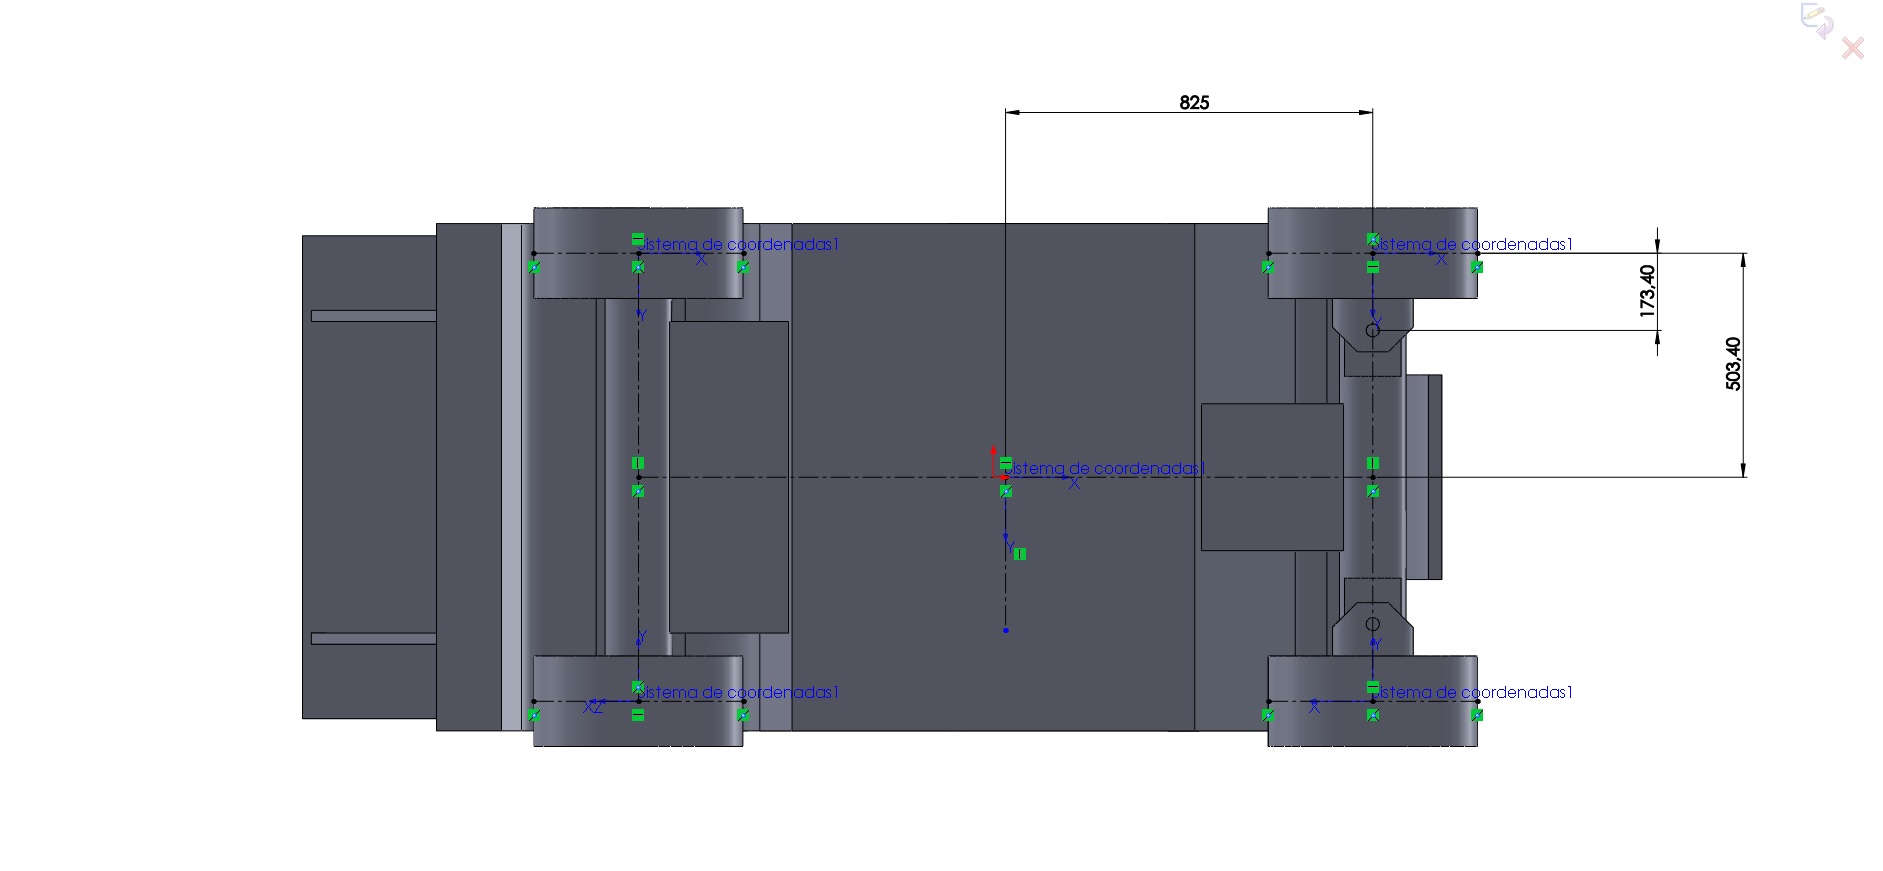 825
Sistema de coordenadas1
X
Y
Sistema de coordenadas1
X
Y
173,40
503,40
Sistema de coordenadas1
X
Y
Y
Sistema de coordenadas1
XZ
Y
Sistema de coordenadas1
X